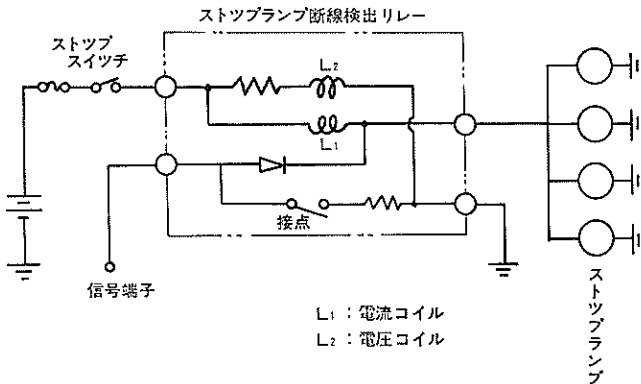 ストツプランプ断線検出リレー
ストツプ
スイツチ
L₂
L₁
接点
信号端子
L₁：電流コイル
L₂：電圧コイル
ストツプランプ